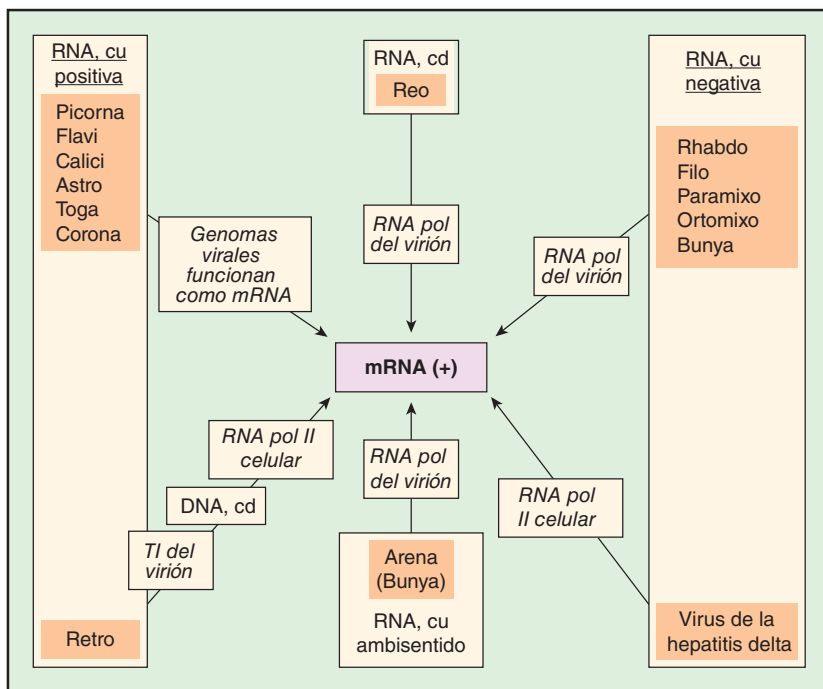 RNA, cu
positiva
Picorna
Flavi
Calici
Astro
Toga
Corona
Genomas
virales
funcionan
como mRNA
RNA, cd
Reo
RNA pol
del virión
RNA, cu
negativa
Rhabdo
Filo
Paramixo
Ortomixo
Bunya
RNA pol
del virión
mRNA (+)
RNA pol II
celular
DNA, cd
TI del
virión
Retro
RNA pol
del virión
Arena
(Bunya)
RNA, cu
ambisentido
RNA pol
II celular
Virus de la
hepatitis delta